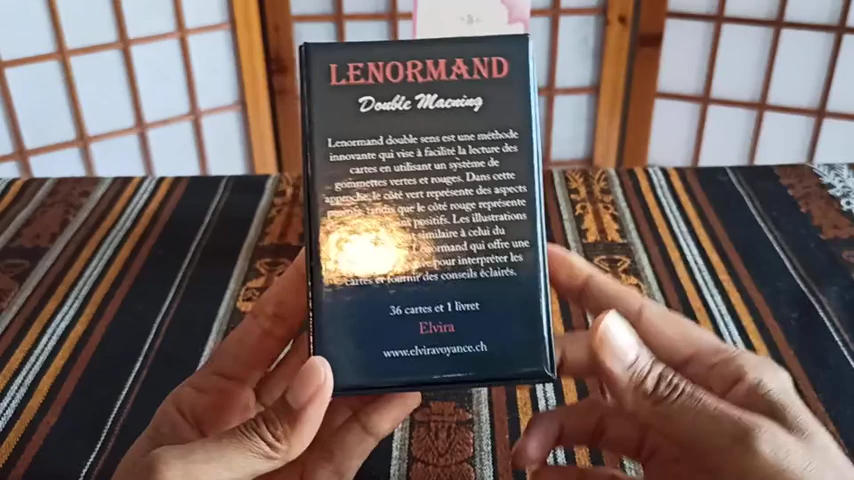 LENORMAND
Double Maening
Lenormand double sens est une méthode
innovante qui vise à facilité la lecture des
cartes en utilisant un système de
gommettes vertes et rouges. Dans cette
approche, le côté vert représente des aspects
tandis que le côté rouge représente
positifs. Les illustrations
similaire à celui du
Lenormand qui offre une
pour interpréter les
cartes et fournir des conseils éclairés.
36 cartes et 1 livret
Elvira
www.elviravoyance.ch